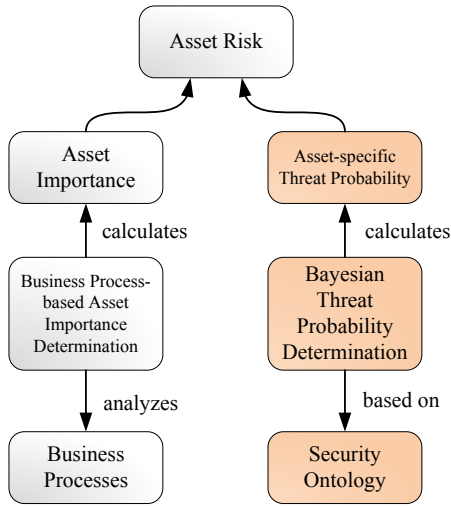 Asset Risk
Asset
Importance
Asset-specific
Threat Probability
calculates
calculates
Business Process-
based Asset
Importance
Determination
Bayesian
Threat
Probability
Determination
analyzes
based on
Business
Processes
Security
Ontology